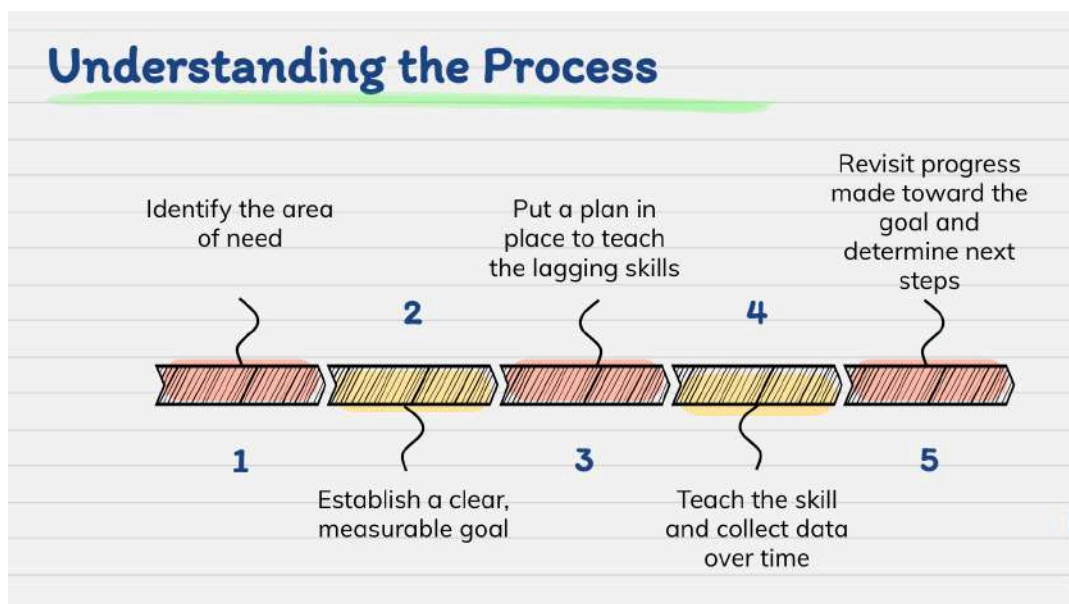 Understanding the Process
Identify the area
of need
1
2
Establish a clear,
measurable goal
Put a plan in
place to teach
the lagging skills
3
4
Teach the skill
and collect data
over time
Revisit progress
made toward the
goal and
determine next
steps
5